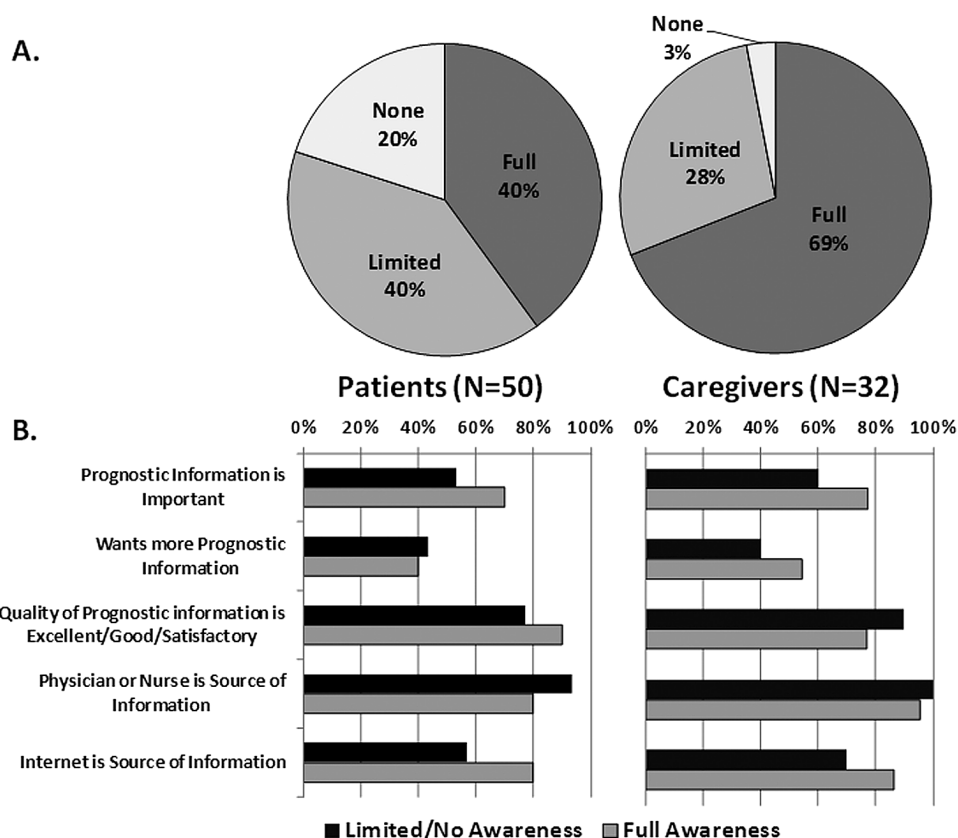 A.
None
20%
Full
40%
Limited
40%
None
3%
Limited
28%
Full
69%
Patients (N=50)
Caregivers (N=32)
B.
0% 20% 40% 60% 80% 100%
0% 20% 40% 60% 80% 100%
Prognostic Information is
Important
Wants more Prognostic
Information
Quality of Prognostic information is
Excellent/Good/Satisfactory
Physician or Nurse is Source of
Information
Internet is Source of Information
Limited/No Awareness
Full Awareness